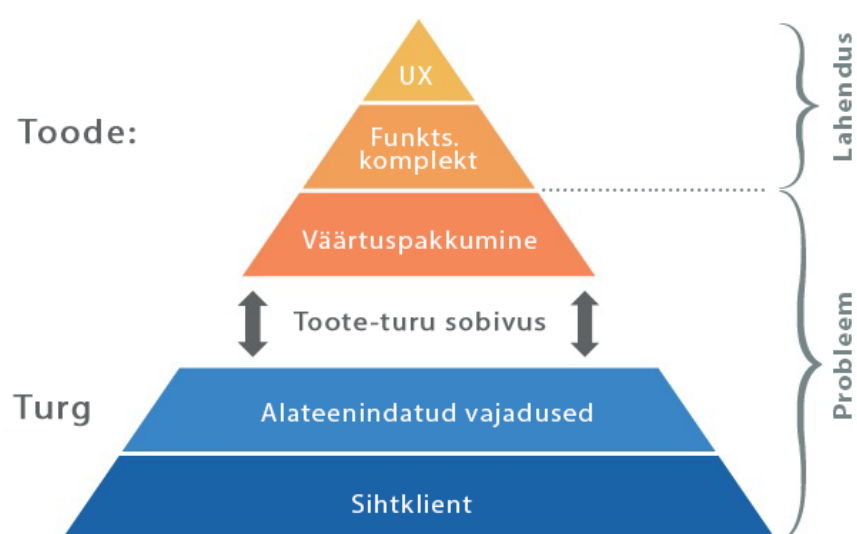 UX
Toode:
Funkts.
komplekt
Lahendus
Väärtuspakkumine
Toote-turu sobivus
Probleem
Turg
Alateenindatud vajadused
Sihtklient